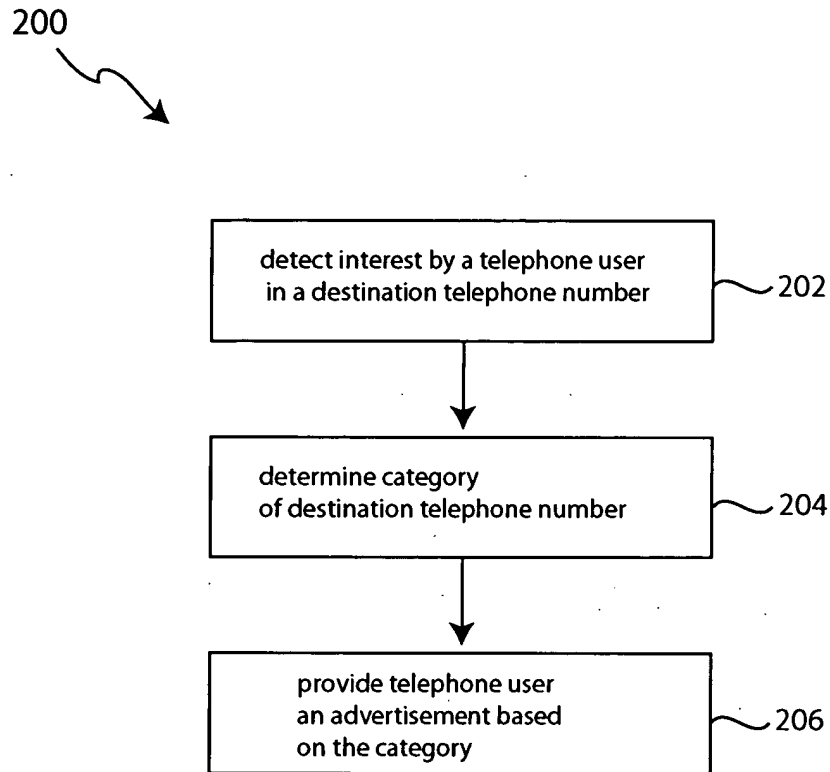 200
detect interest by a telephone user
in a destination telephone number
202
determine category
of destination telephone number
204
provide telephone user
an advertisement based
on the category
206